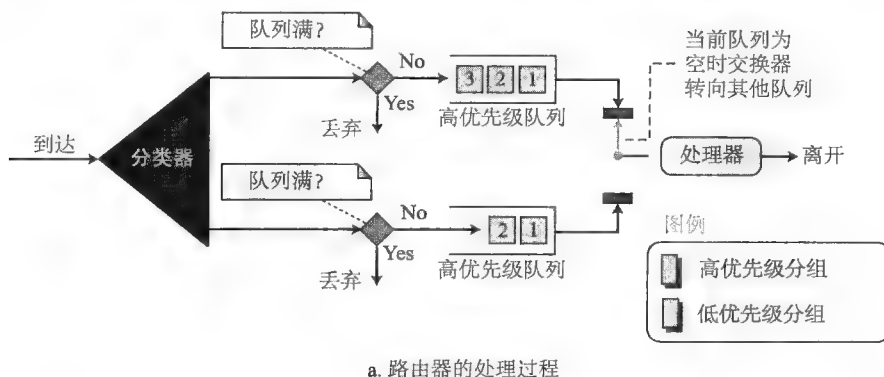 队列满?
No
Yes
丢弃
3 2 1
高优先级队列
当前队列为
空时交换器
转向其他队列
到达
分类器
处理器
离开
队列满?
No
Yes
丢弃
2 1
高优先级队列
图例
高优先级分组
低优先级分组
a. 路由器的处理过程